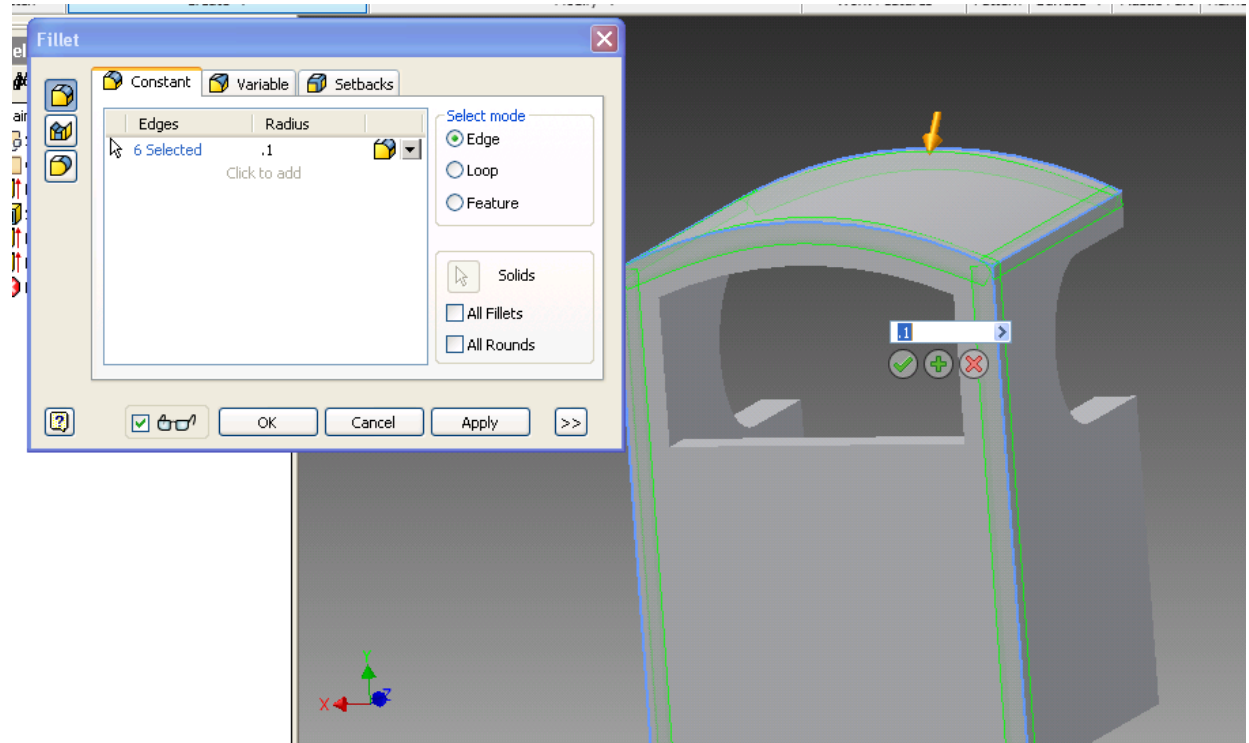 Fillet
Constant
Variable
Setbacks
Edges
Radius
6 Selected
.1
Click to add
Select mode
Edge
Loop
Feature
Solids
All Fillets
All Rounds
OK
Cancel
Apply
>>
.1
Y
X
Z